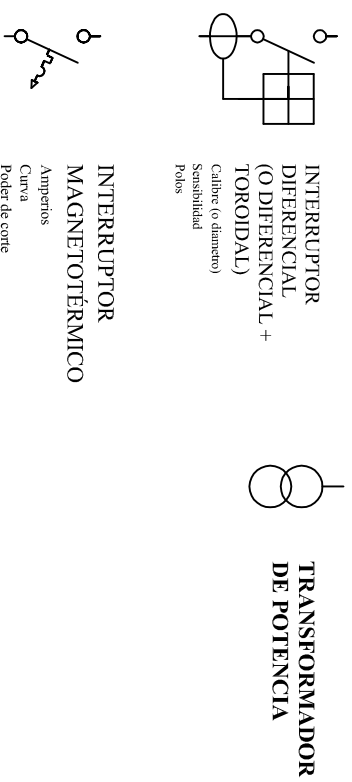 INTERRUPTOR
DIFERENCIAL
(O DIFERENCIAL +
TOROIDAL)
Calibre (o diametro)
Sensibilidad
Polos
TRANSFORMADOR
DE POTENCIA
INTERRUPTOR
MAGNETOTÉRMICO
Amperios
Curva
Poder de corte